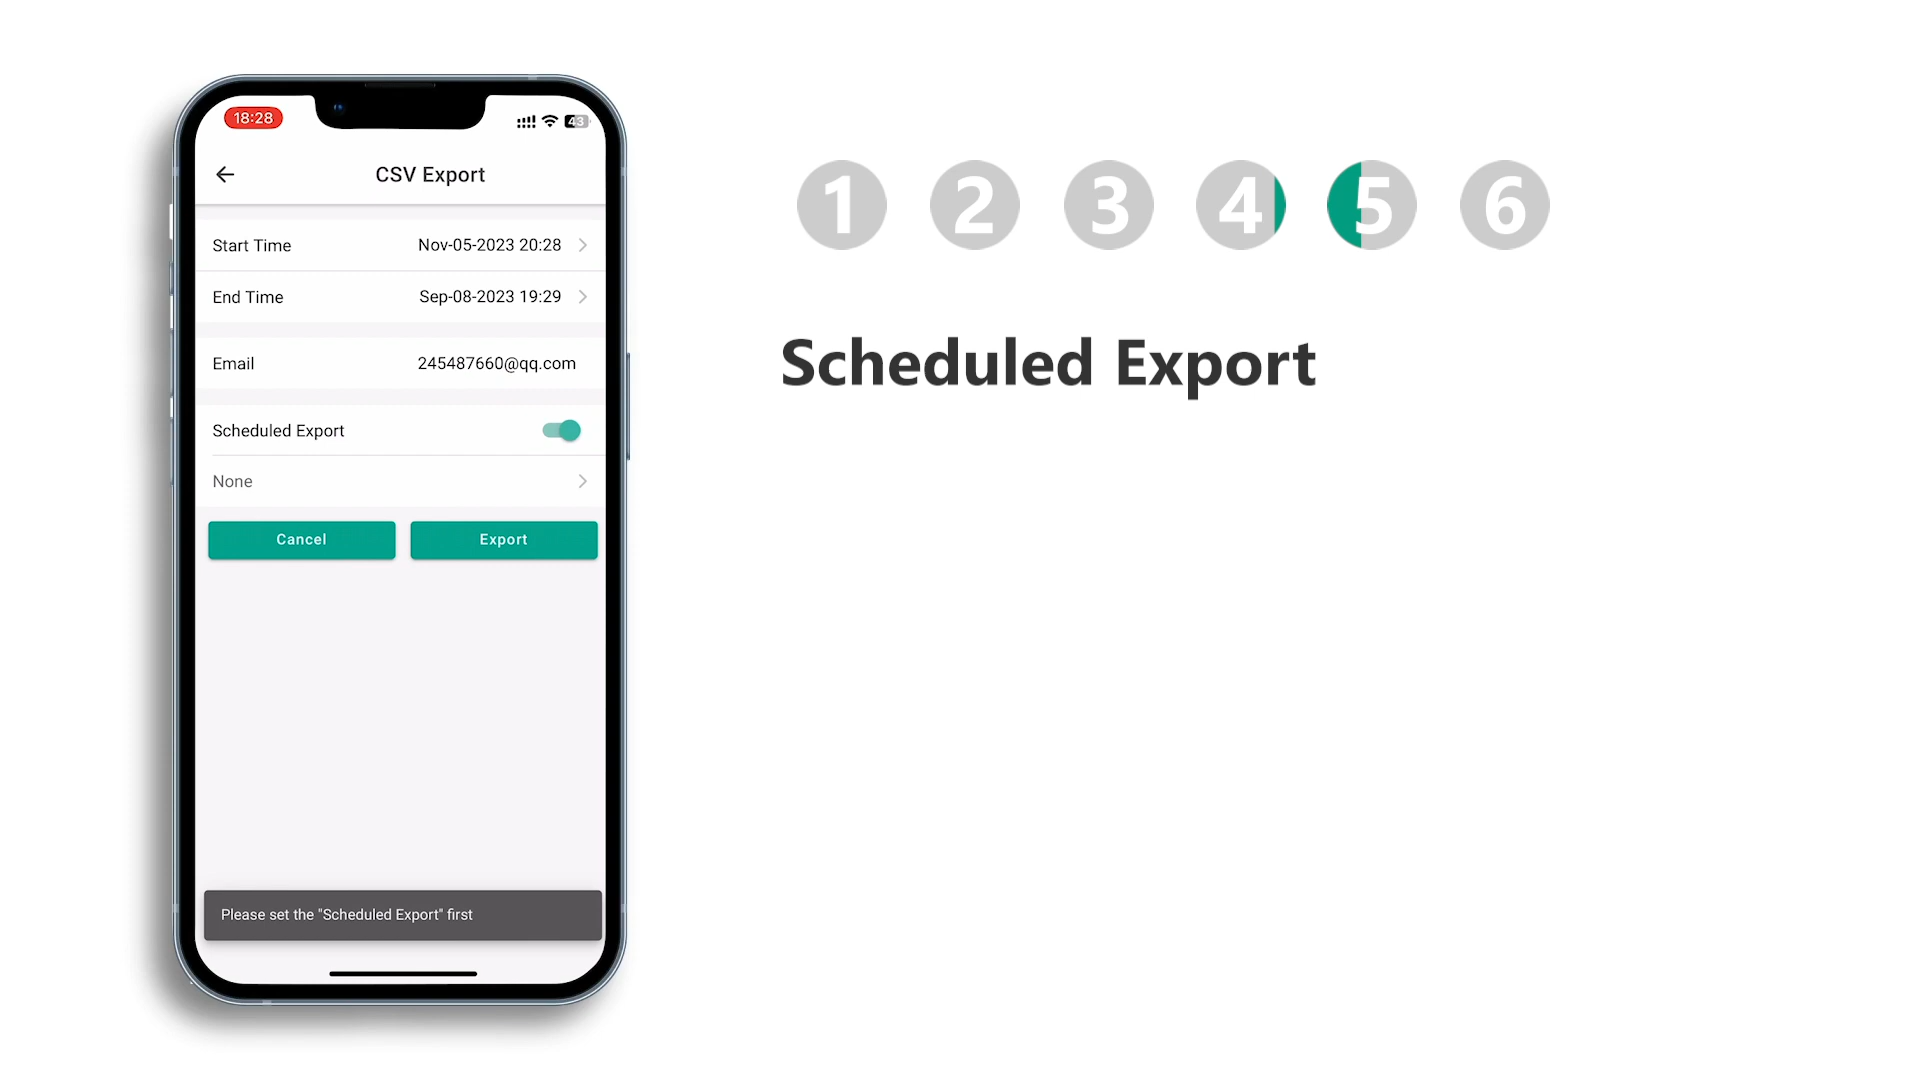 18:28
43
CSV Export
Start Time Nov-05-2023 20:28
End Time Sep-08-2023 19:29
Email 245487660@qq.com
Scheduled Export
None
Cancel Export
Please set the "Scheduled Export" first
1 2 3 4 5 6
Scheduled Export